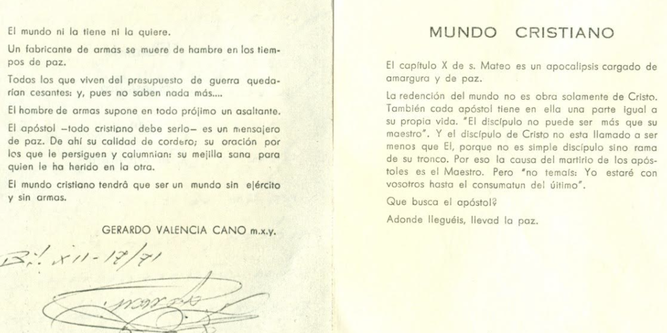 El mundo ni la tiene ni la quiere.
Un fabricante de armas se muere de hambre en los tiem-
pos de paz.
Todos los que viven del presupuesto de guerra queda-
rían cesantes: y, pues no saben nada más....
El hombre de armas supone en todo prójimo un asaltante.
El apóstol —todo cristiano debe serlo— es un mensajero
de paz. De ahí su calidad de cordero; su oración por
los que le persiguen y calumnian: su mejilla sana para
quien le ha herido en la otra.
El mundo cristiano tendrá que ser un mundo sin ejército
y sin armas.
GERARDO VALENCIA CANO m.x.y.
XII-17/71
MUNDO CRISTIANO
El capítulo X de s. Mateo es un apocalipsis cargado de
amargura y de paz.
La redención del mundo no es obra solamente de Cristo.
También cada apóstol tiene en ella una parte igual a
su propia vida. "El discípulo no puede ser más que su
maestro". Y el discípulo de Cristo no esta llamado a ser
menos que El, porque no es simple discípulo sino rama
de su tronco. Por eso la causa del martirio de los após-
toles es el Maestro. Pero "no temais: Yo estaré con
vosotros hasta el consumatun del último".
Que busca el apóstol?
Adonde lleguéis, llevad la paz.